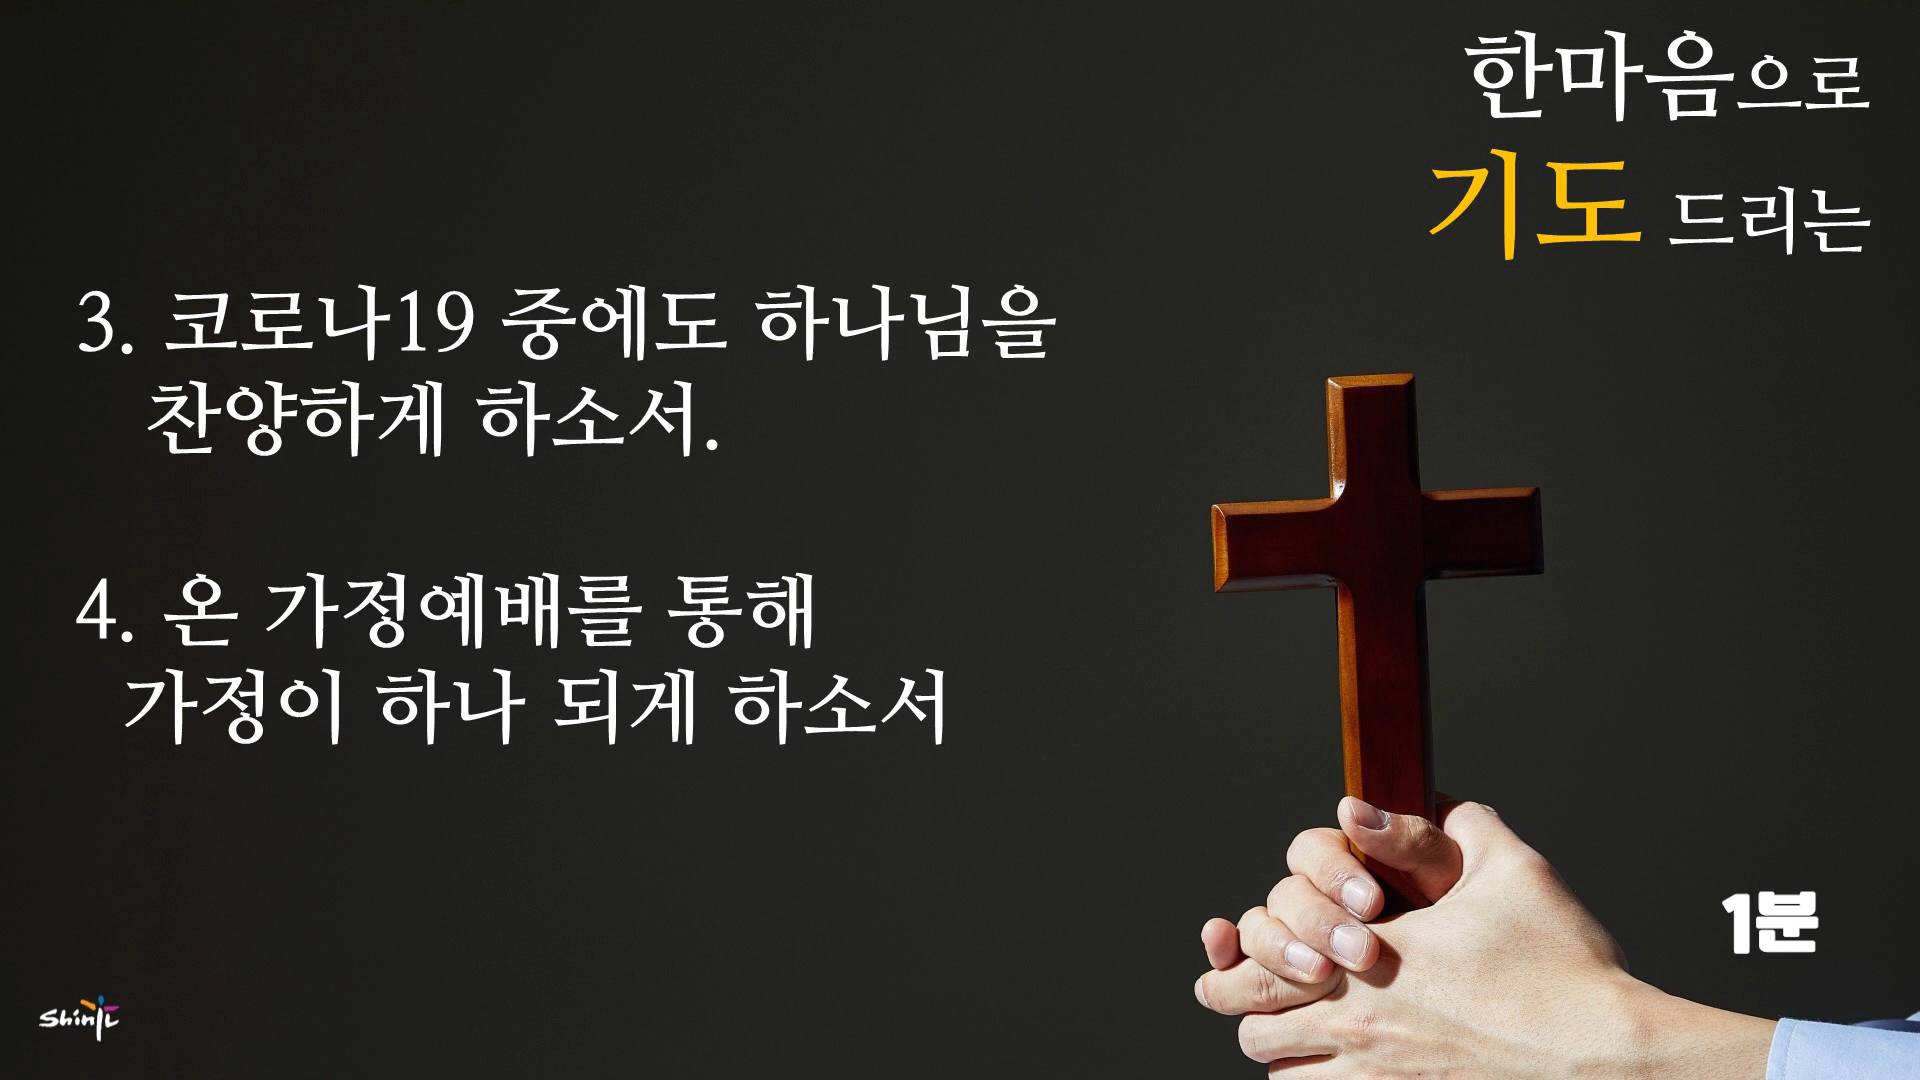 한마음으로
기도 드리는
3. 코로나19 중에도 하나님을
찬양하게 하소서.
4. 온 가정예배를 통해
가정이 하나 되게 하소서
1분
Shinil